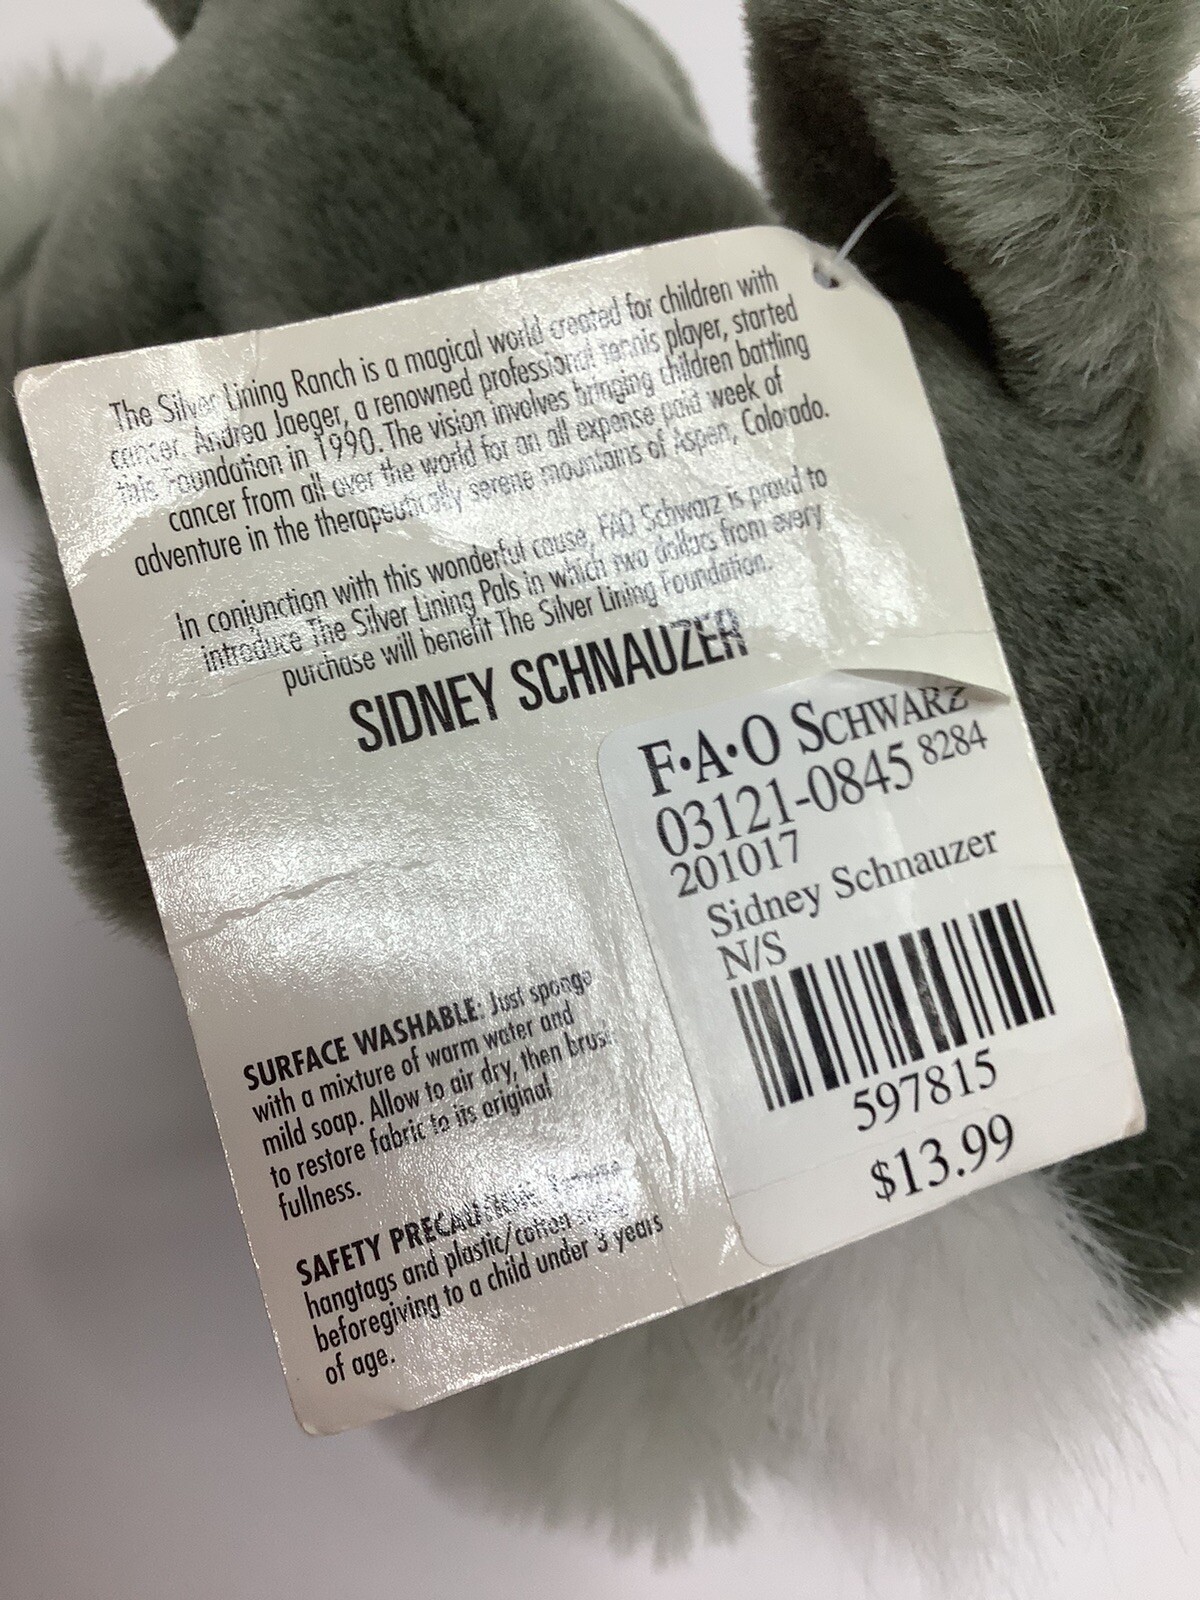 The Silver Lining Ranch is a magical world created for children with
cancer. Andrea Jaeger, a renowned professional tennis player, started
this foundation in 1990. The vision involves bringing children battling
cancer from all over the world for an all expense paid week of
adventure in the therapeutically serene mountains of Aspen, Colorado.
In conjunction with this wonderful cause, FAO Schwarz is proud to
introduce The Silver Lining Pals in which two dollars from every
purchase will benefit The Silver Lining Foundation.
SIDNEY SCHNAUZER
F•A•O SCHWARZ
03121-0845 8284
201017
Sidney Schnauzer
N/S
597815
$13.99
SURFACE WASHABLE: Just sponge
with a mixture of warm water and
mild soap. Allow to air dry, then brush
to restore fabric to its original
fullness.
SAFETY PRECAUTION:
hangtags and plastic/cotton
beforegiving to a child under 3 years
of age.